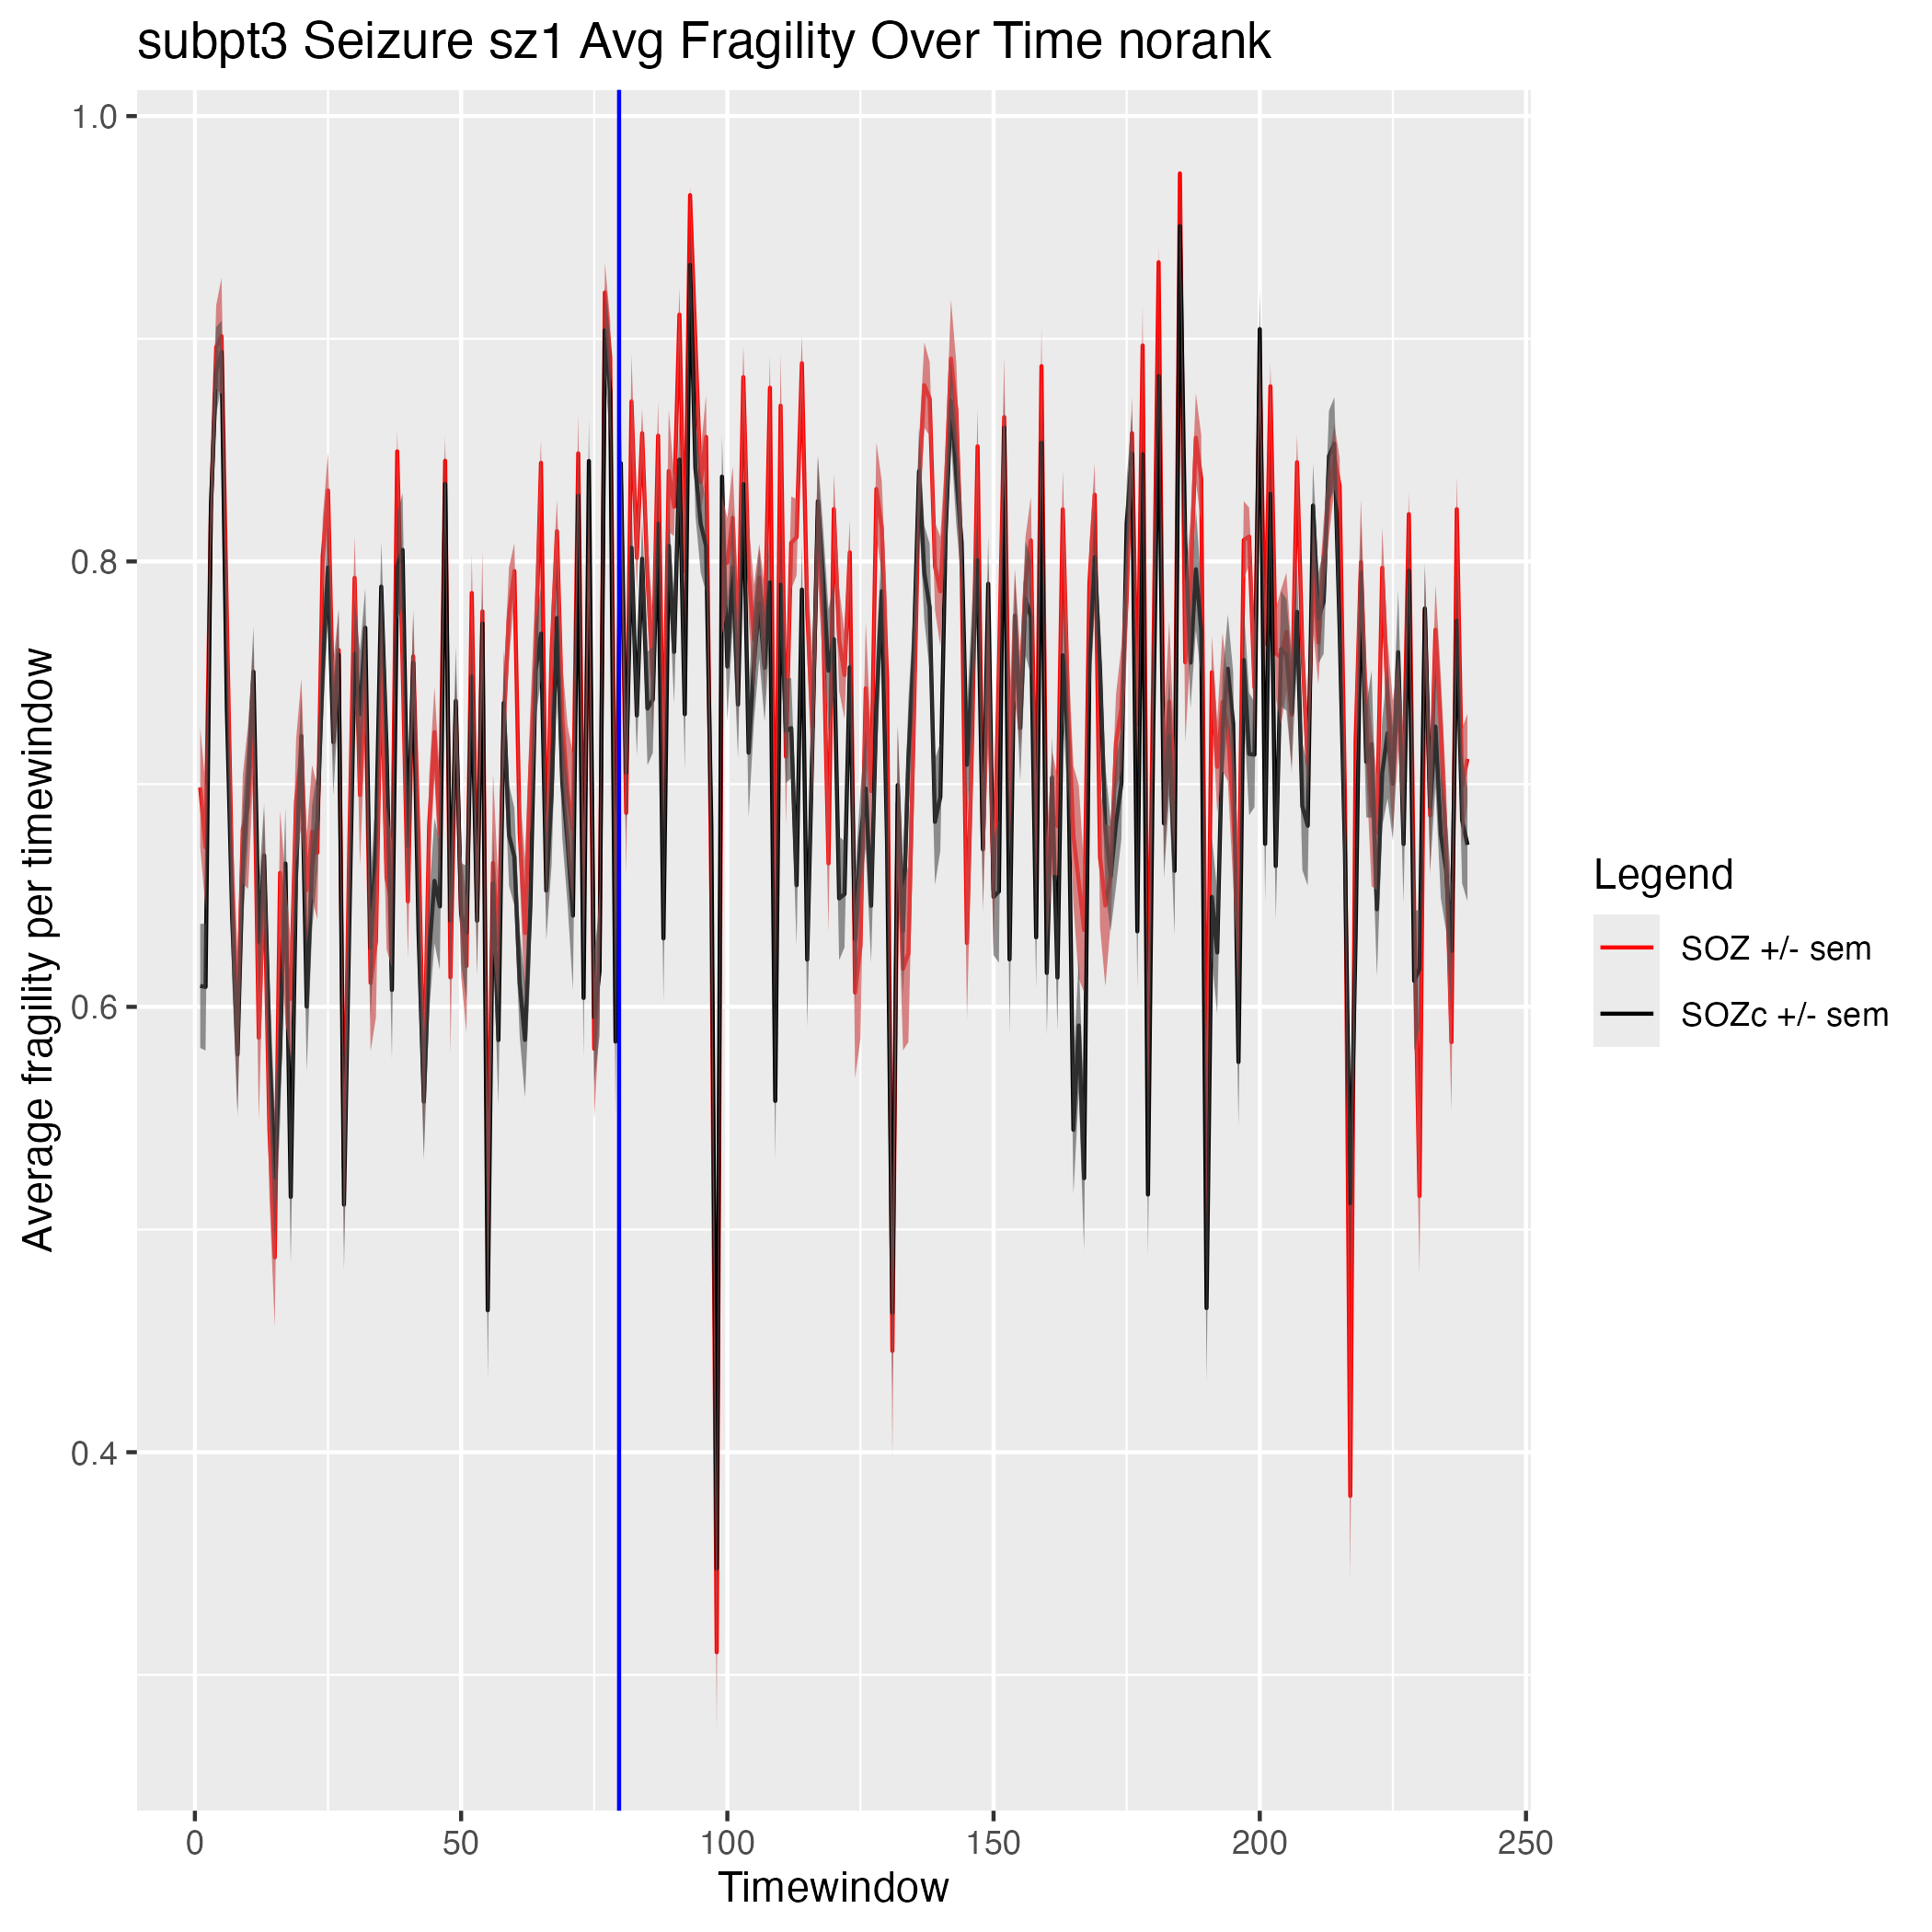 subpt3 Seizure sz1 Avg Fragility Over Time norank
1.0
0.8
0.6
0.4
Average fragility per timewindow
0 50 100 150 200 250
Timewindow
Legend
SOZ +/- sem
SOZc +/- sem